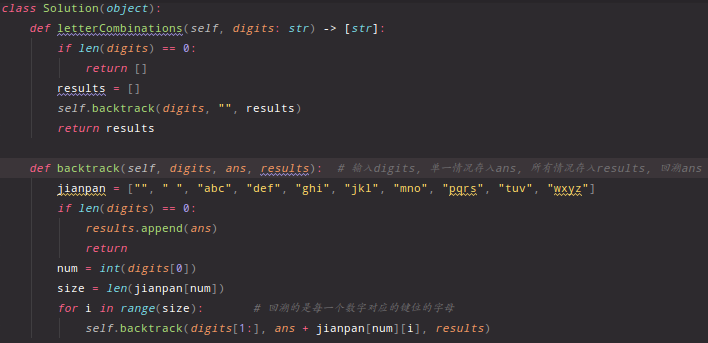 class Solution(object):
    def letterCombinations(self, digits: str) -> [str]:
        if len(digits) == 0:
            return []
        results = []
        self.backtrack(digits, "", results)
        return results
    def backtrack(self, digits, ans, results):  # 输入digits, 单一情况存入ans, 所有情况存入results, 回溯ans
        jianpan = ["", " ", "abc", "def", "ghi", "jkl", "mno", "pqrs", "tuv", "wxyz"]
        if len(digits) == 0:
            results.append(ans)
            return
        num = int(digits[0])
        size = len(jianpan[num])
        for i in range(size):       # 回溯的是每一个数字对应的键位的字母
            self.backtrack(digits[1:], ans + jianpan[num][i], results)